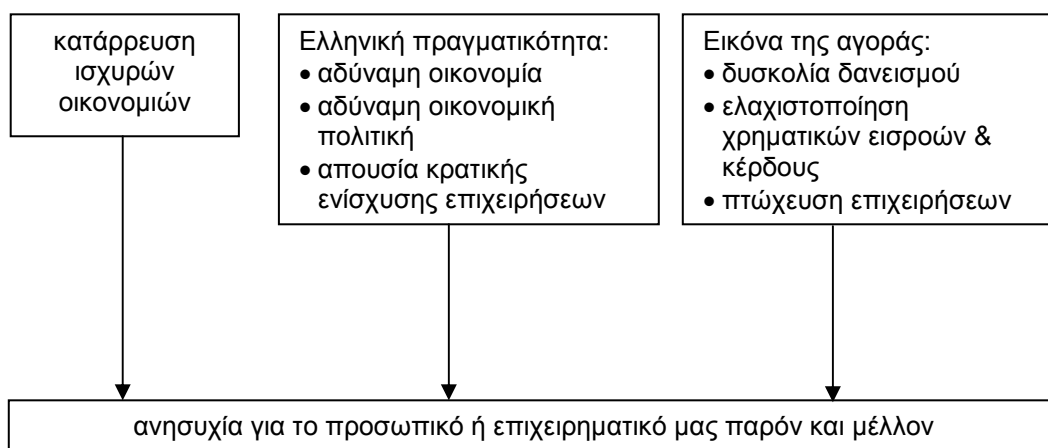 κατάρρευση
ισχυρών
οικονομιών
Ελληνική πραγματικότητα:
• αδύναμη οικονομία
• αδύναμη οικονομική
πολιτική
• απουσία κρατικής
ενίσχυσης επιχειρήσεων
Εικόνα της αγοράς:
• δυσκολία δανεισμού
• ελαχιστοποίηση
χρηματικών εισροών &
κέρδους
• πτώχευση επιχειρήσεων
ανησυχία για το προσωπικό ή επιχειρηματικό μας παρόν και μέλλον